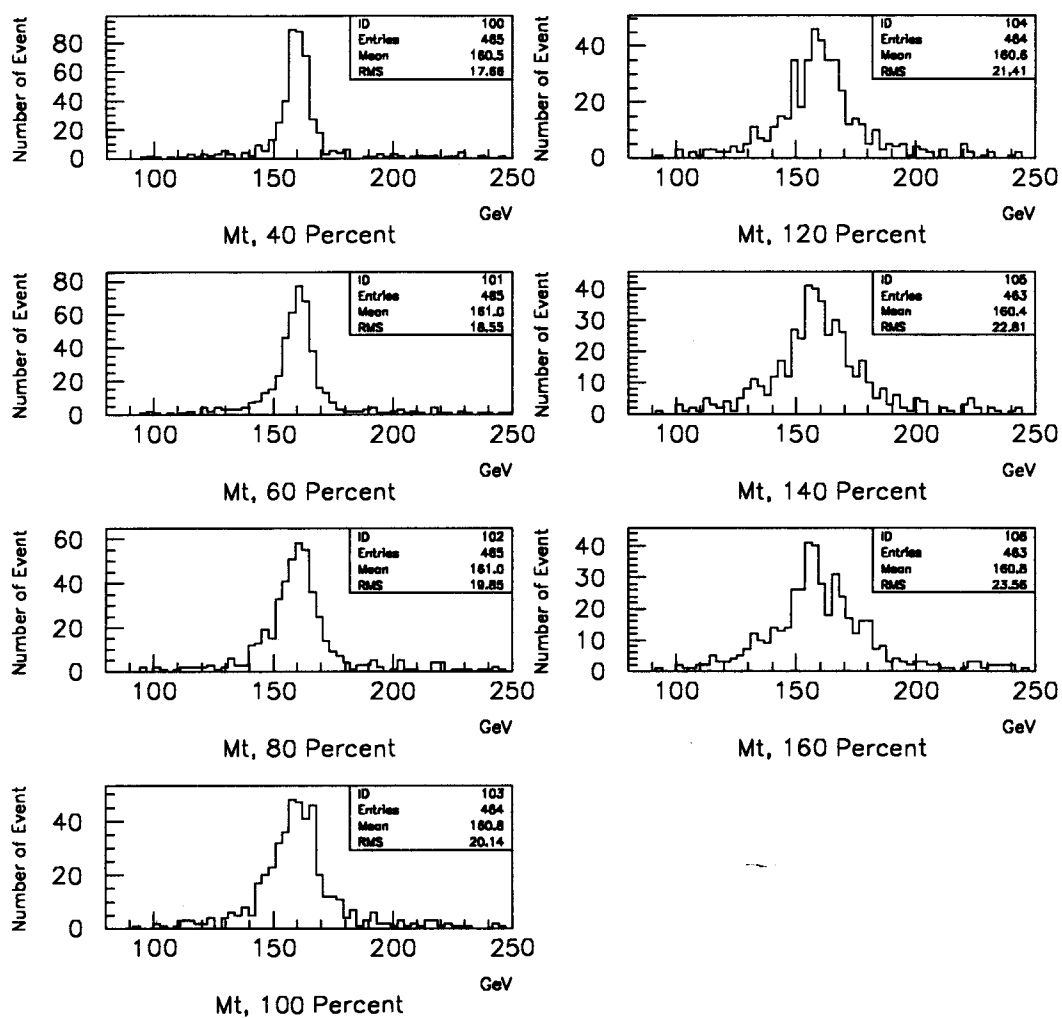 Number of Event
80
60
40
20
0
ID 100
Entries 465
Mean 160.5
RMS 17.66
100 150 200 250
GeV
Mt, 40 Percent
Number of Event
80
60
40
20
0
ID 101
Entries 465
Mean 161.0
RMS 18.55
100 150 200 250
GeV
Mt, 60 Percent
Number of Event
60
40
20
0
ID 102
Entries 465
Mean 161.0
RMS 19.85
100 150 200 250
GeV
Mt, 80 Percent
Number of Event
40
20
0
ID 103
Entries 464
Mean 160.8
RMS 20.14
100 150 200 250
GeV
Mt, 100 Percent
Number of Event
40
20
0
ID 104
Entries 464
Mean 160.6
RMS 21.41
100 150 200 250
GeV
Mt, 120 Percent
Number of Event
40
30
20
10
0
ID 105
Entries 463
Mean 160.4
RMS 22.81
100 150 200 250
GeV
Mt, 140 Percent
Number of Event
40
30
20
10
0
ID 106
Entries 463
Mean 160.8
RMS 23.56
100 150 200 250
GeV
Mt, 160 Percent